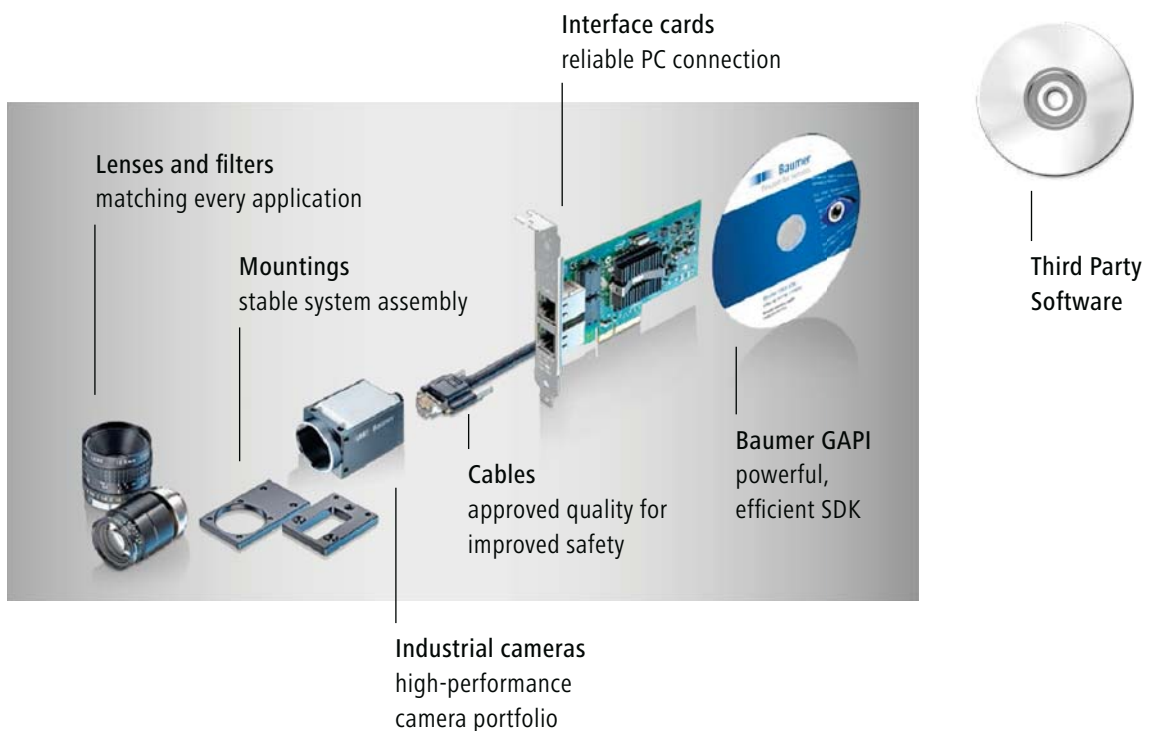 Interface cards
reliable PC connection
Lenses and filters
matching every application
Mountings
stable system assembly
Baumer
Third Party
Software
Baumer
Cables
approved quality for
improved safety
Baumer GAPI
powerful,
efficient SDK
Industrial cameras
high-performance
camera portfolio